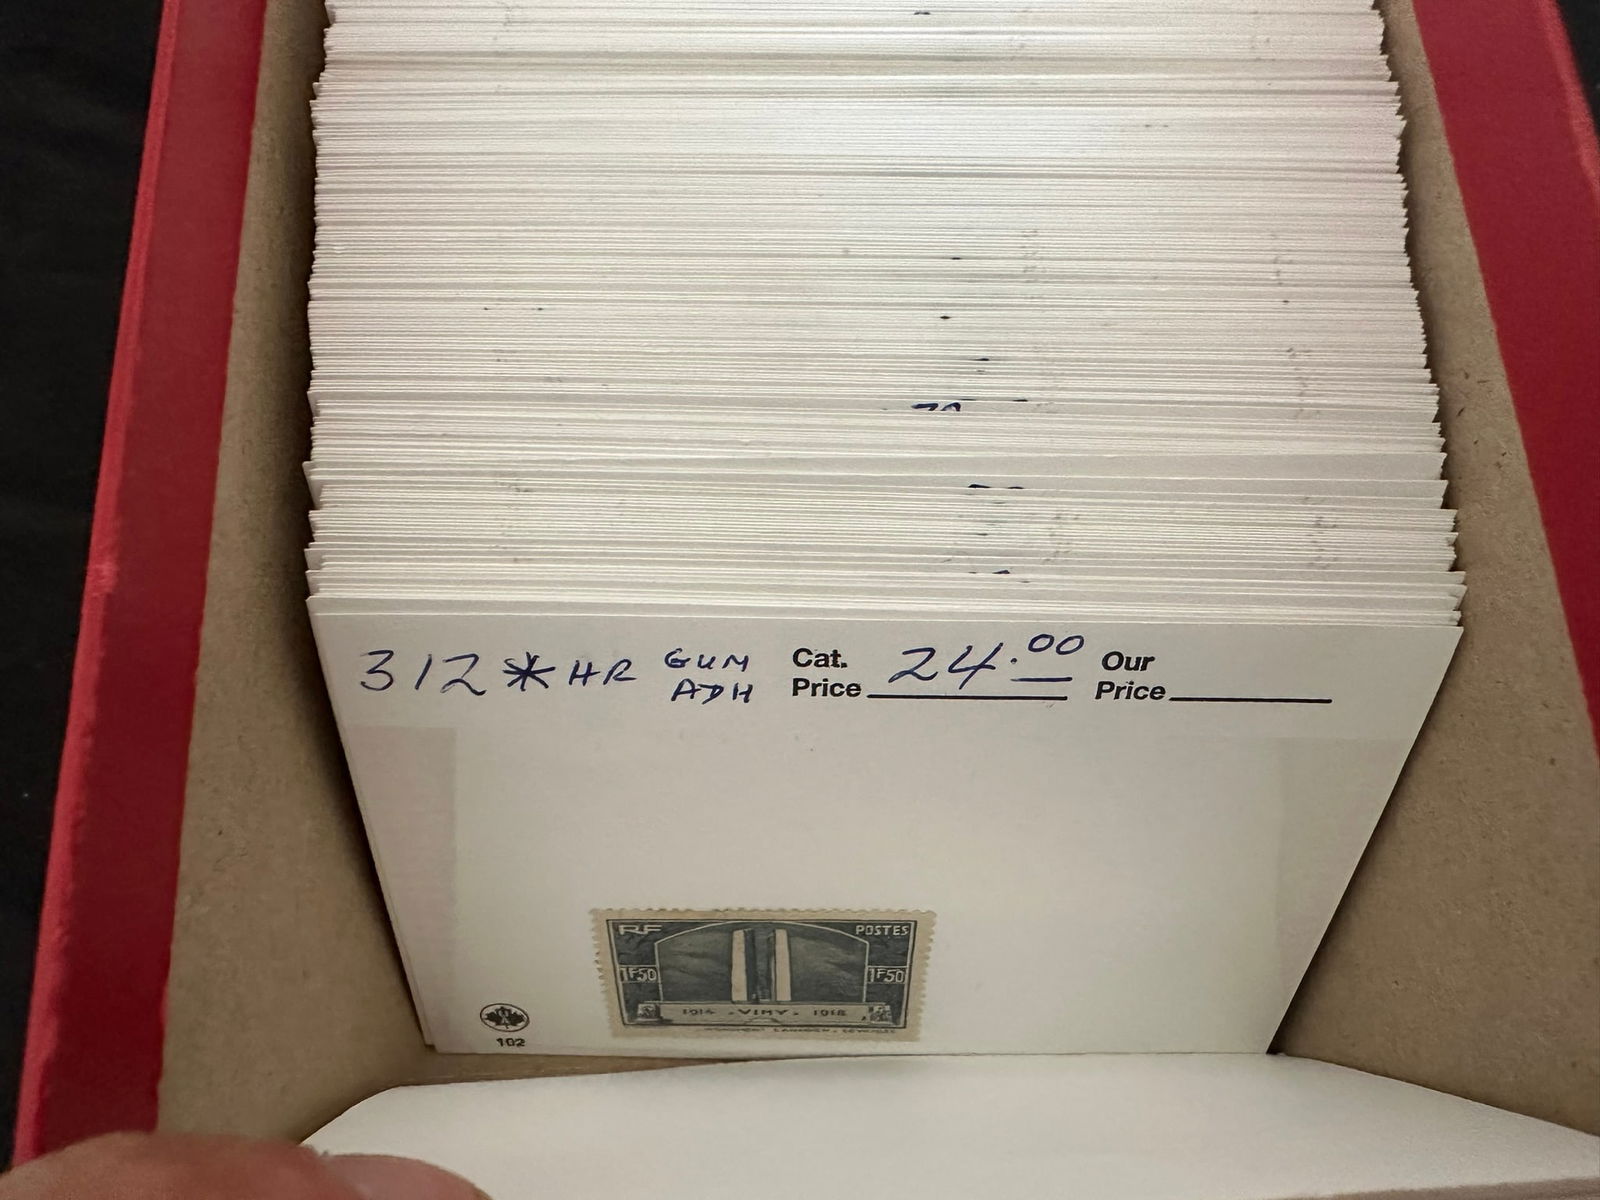 312 * HR GUM ADH
Cat. Price 24.00
Our Price
RF
POSTES
1F50
1F50
1914 . VIMY . 1918
102